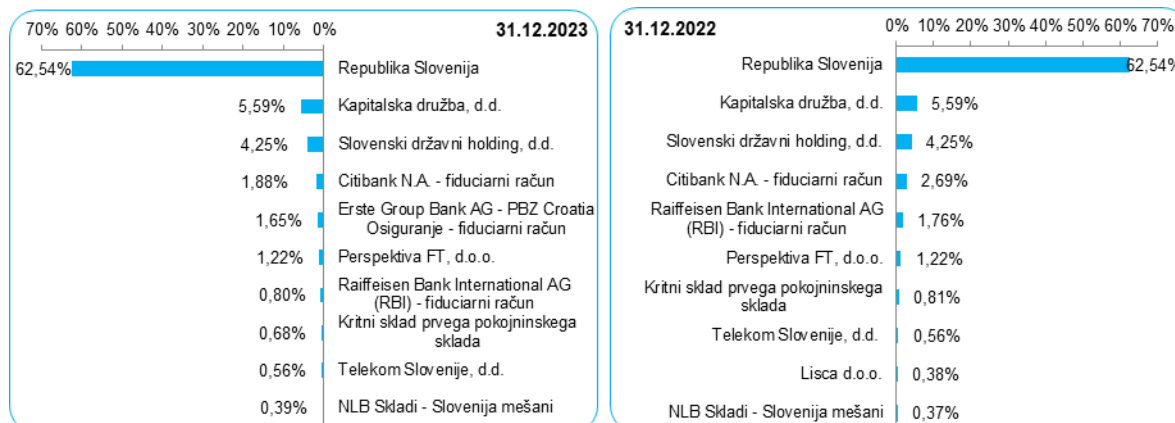 70% 60% 50% 40% 30% 20% 10% 0%
31.12.2023
62,54% Republika Slovenija
5,59% Kapitalska družba, d.d.
4,25% Slovenski državni holding, d.d.
1,88% Citibank N.A. - fiduciarni račun
1,65% Erste Group Bank AG - PBZ Croatia
Osiguranje - fiduciarni račun
1,22% Perspektiva FT, d.o.o.
0,80% Raiffeisen Bank International AG
(RBI) - fiduciarni račun
0,68% Kritni sklad prvega pokojninskega
sklada
0,56% Telekom Slovenije, d.d.
0,39% NLB Skladi - Slovenija mešani
31.12.2022
0% 10% 20% 30% 40% 50% 60% 70%
Republika Slovenija 62,54%
Kapitalska družba, d.d. 5,59%
Slovenski državni holding, d.d. 4,25%
Citibank N.A. - fiduciarni račun 2,69%
Raiffeisen Bank International AG
(RBI) - fiduciarni račun 1,76%
Perspektiva FT, d.o.o. 1,22%
Kritni sklad prvega pokojninskega
sklada 0,81%
Telekom Slovenije, d.d. 0,56%
Lisca d.o.o. 0,38%
NLB Skladi - Slovenija mešani 0,37%